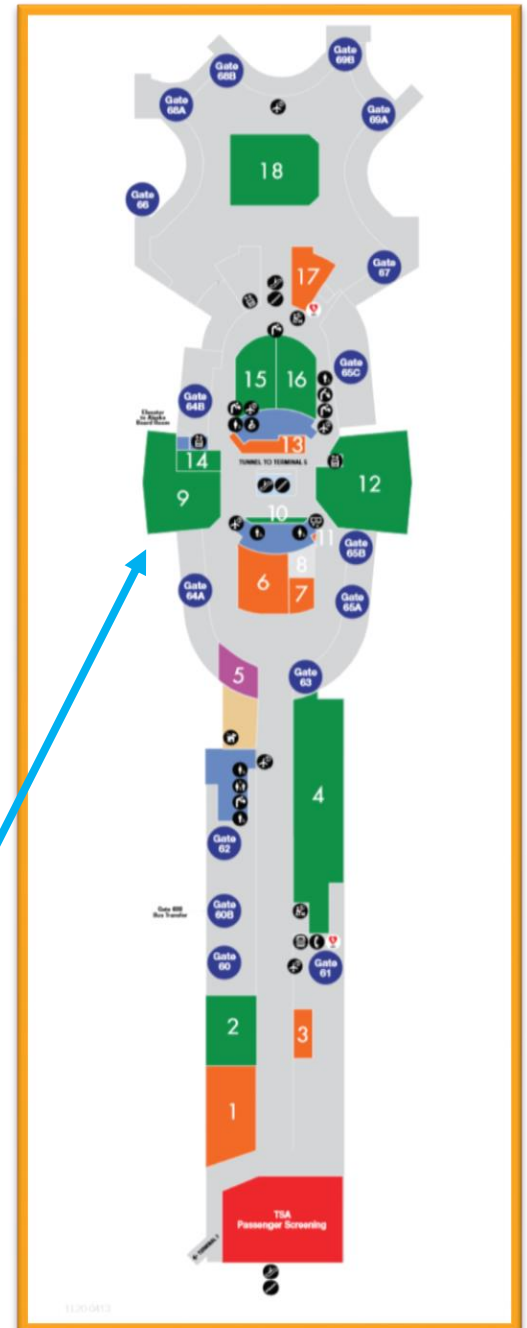 Gate 69B
Gate 68B
Gate 68A
Gate 69A
18
Gate 66
Gate 67
17
15
16
Gate 65C
Gate 64B
Elevator to Alaska Board Room
13
TUNNEL TO TERMINAL 5
14
9
12
10
11
8
6
7
Gate 65B
Gate 64A
Gate 65A
5
Gate 63
4
Gate 62
Gate 60B Bus Transfer
Gate 60B
Gate 60
Gate 61
2
3
1
TSA
Passenger Screening
11.20-0413